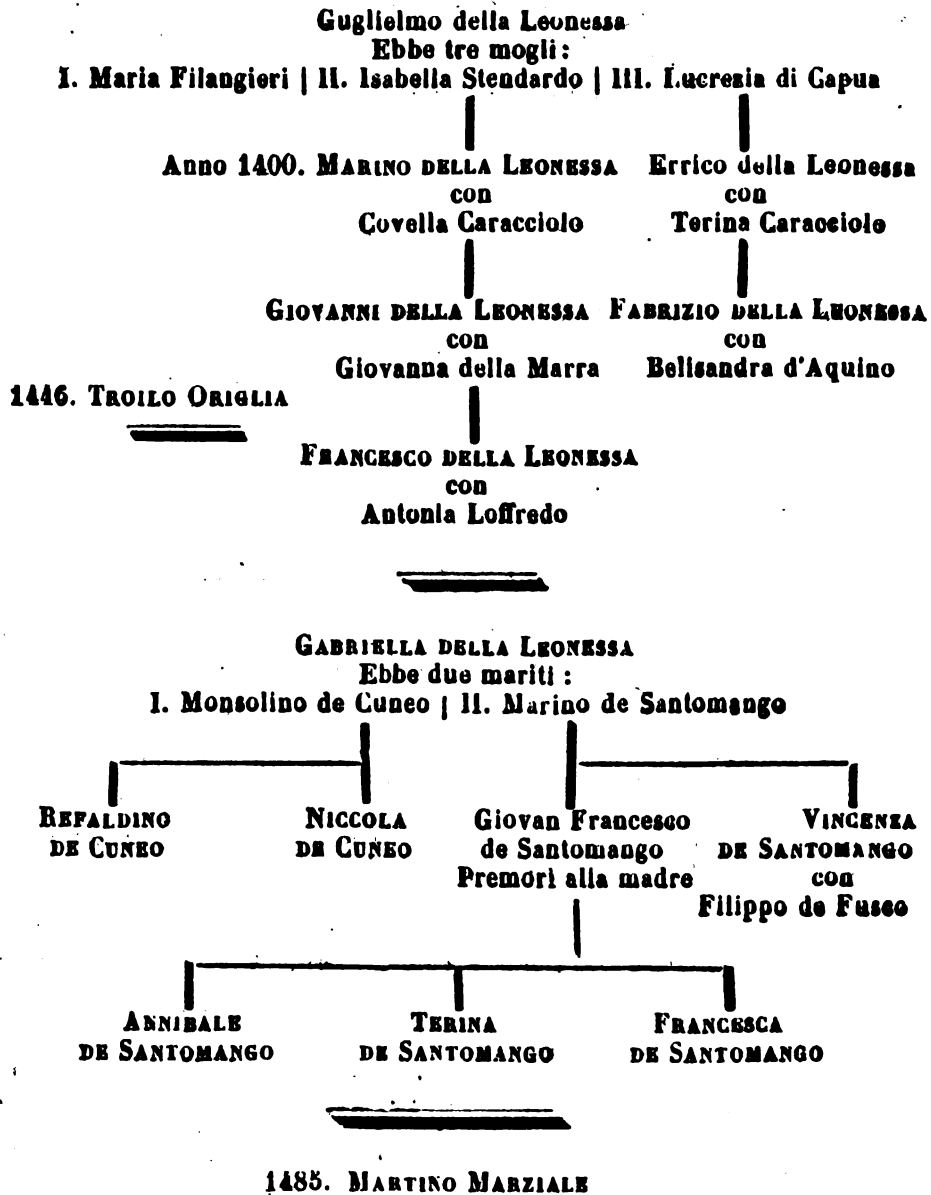 Guglielmo della Leonessa
Ebbe tre mogli:
I. Maria Filangieri | II. Isabella Stendardo | III. Lucrezia di Capua
Anno 1400. MARINO DELLA LEONESSA
con
Covella Caracciolo
Errico della Leonessa
con
Terina Caracciolo
GIOVANNI DELLA LEONESSA
con
Giovanna della Marra
FABRIZIO DELLA LEONESSA
con
Belisandra d'Aquino
1446. TROILO ORIGLIA
FRANCESCO DELLA LEONESSA
con
Antonia Loffredo
GABRIELLA DELLA LEONESSA
Ebbe due mariti:
I. Monsolino de Cuneo | II. Marino de Santomango
REFALDINO
DE CUNEO
NICCOLA
DE CUNEO
Giovan Francesco
de Santomango
Premorì alla madre
VINCENZA
DE SANTOMANGO
con
Filippo de Fusco
ANNIBALE
DE SANTOMANGO
TERINA
DE SANTOMANGO
FRANCESCA
DE SANTOMANGO
1485. MARTINO MARZIALE